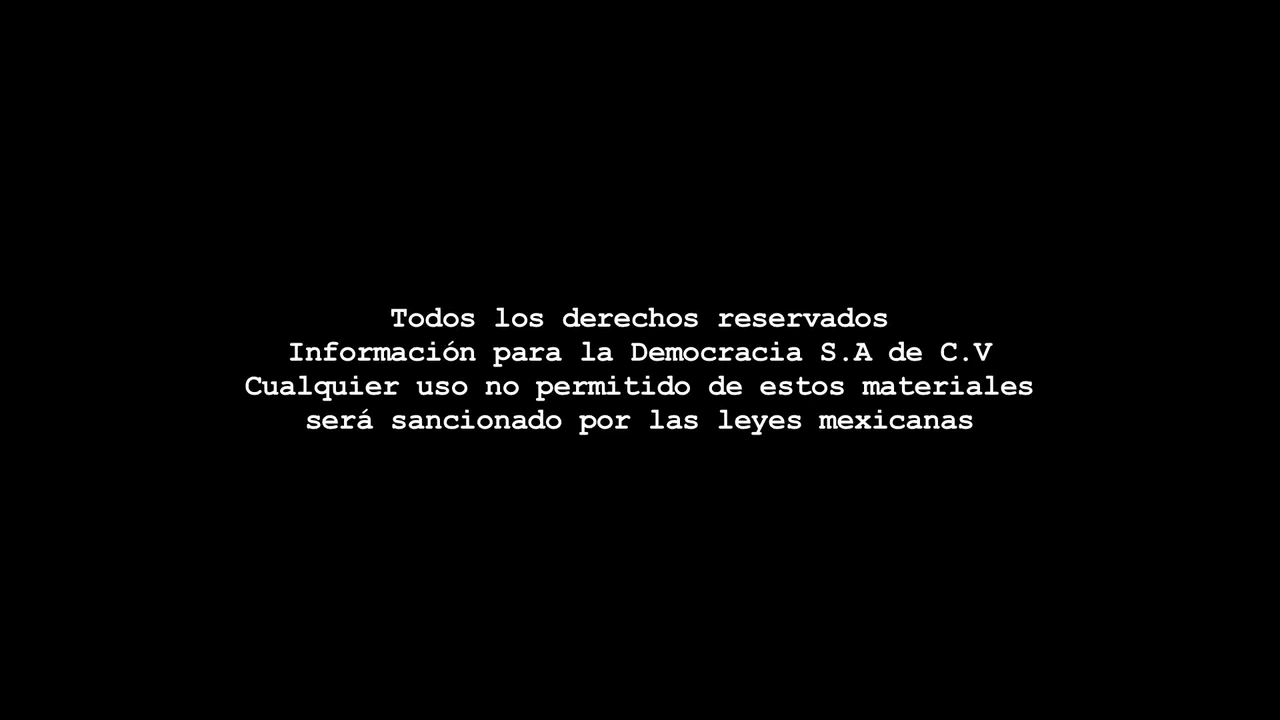 Todos los derechos reservados
Información para la Democracia S.A de C.V
Cualquier uso no permitido de estos materiales
será sancionado por las leyes mexicanas